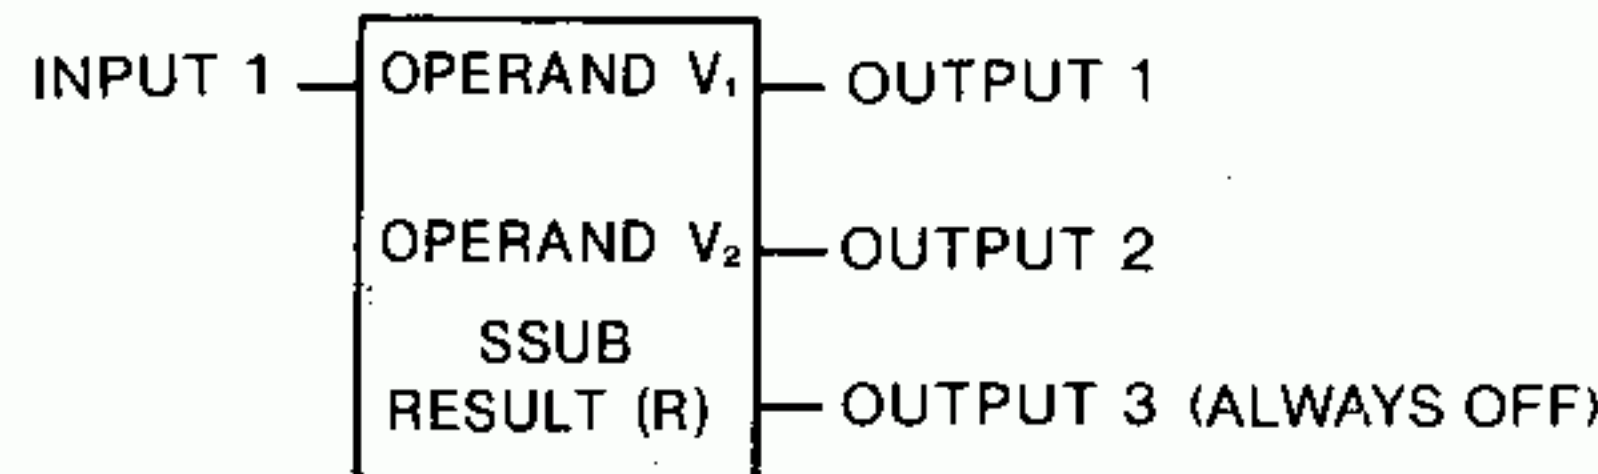 INPUT 1 OPERAND V₁ OUTPUT 1
OPERAND V₂ OUTPUT 2
SSUB
RESULT (R) OUTPUT 3 (ALWAYS OFF)